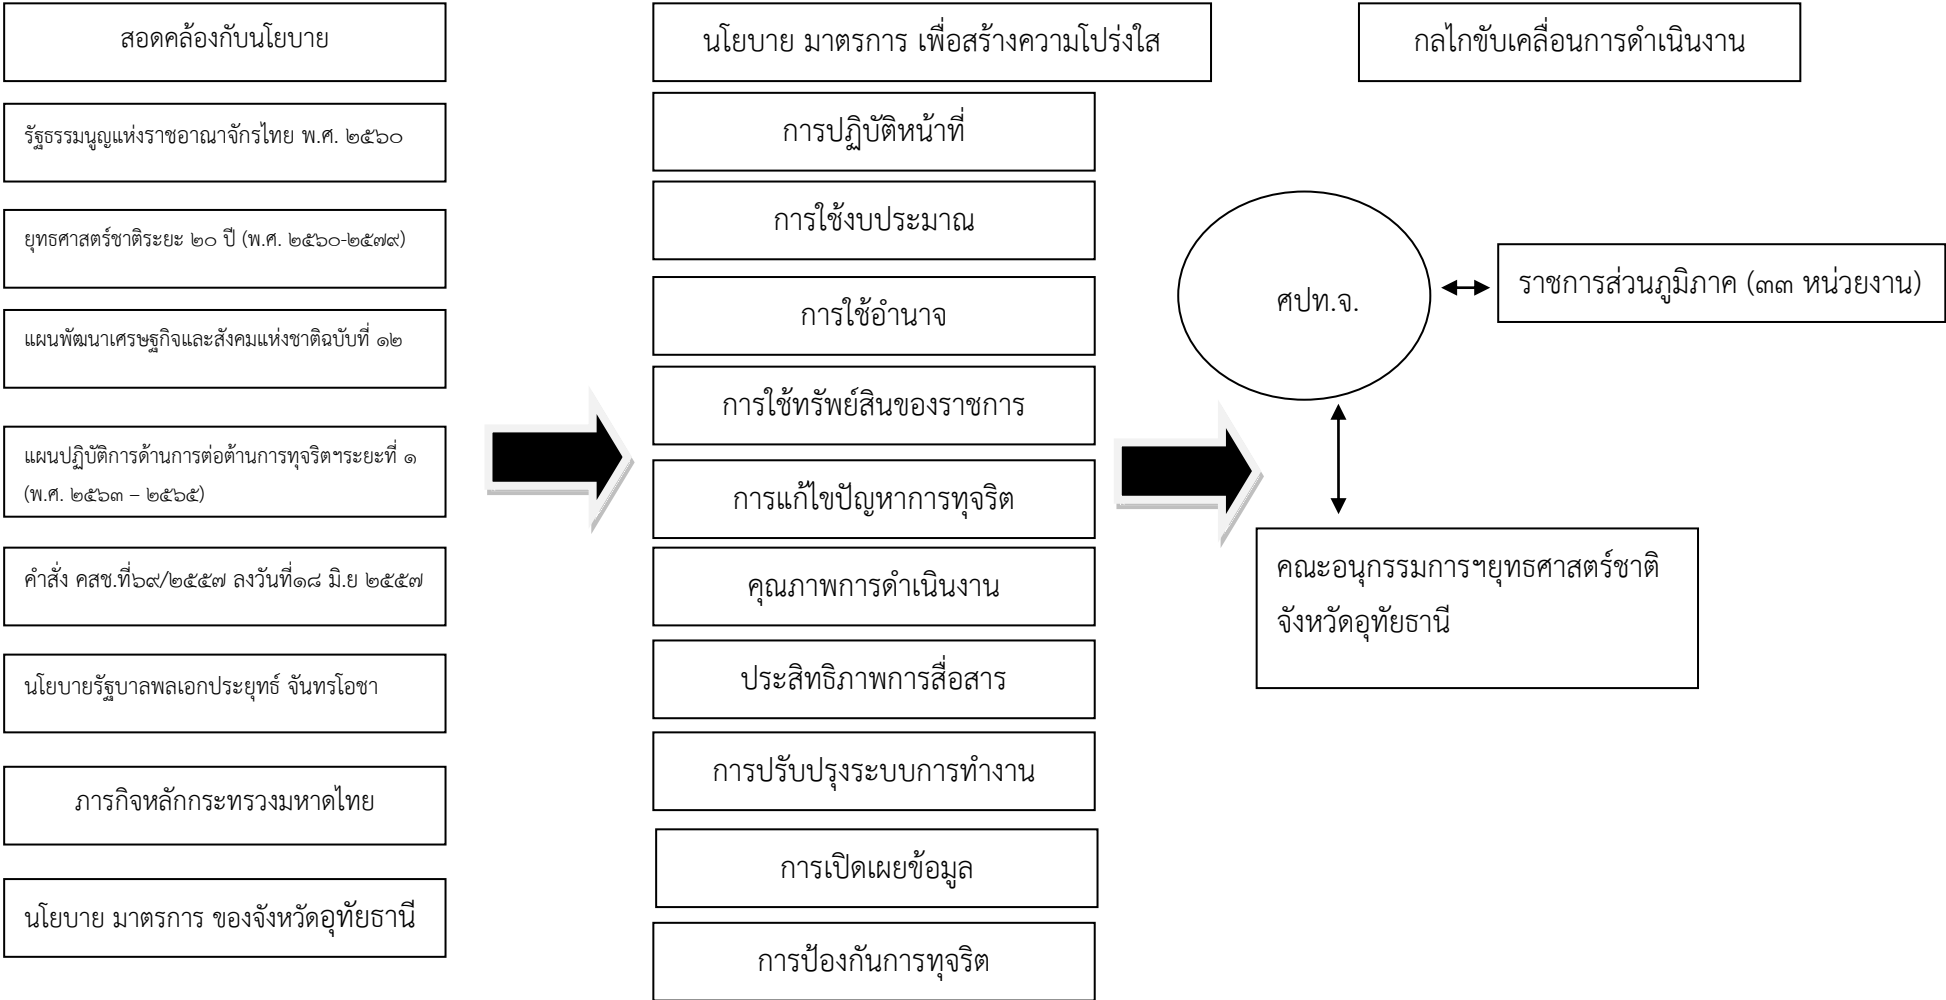 สอดคล้องกับนโยบาย
รัฐธรรมนูญแห่งราชอาณาจักรไทย พ.ศ. ๒๕๖๐
ยุทธศาสตร์ชาติระยะ ๒๐ ปี (พ.ศ. ๒๕๖๐-๒๕๗๙)
แผนพัฒนาเศรษฐกิจและสังคมแห่งชาติฉบับที่ ๑๒
แผนปฏิบัติการด้านการต่อต้านการทุจริตฯระยะที่ ๑
(พ.ศ. ๒๕๖๓ – ๒๕๖๕)
คำสั่ง คสช.ที่๖๙/๒๕๕๗ ลงวันที่๑๘ มิ.ย ๒๕๕๗
นโยบายรัฐบาลพลเอกประยุทธ์ จันทรโอชา
ภารกิจหลักกระทรวงมหาดไทย
นโยบาย มาตรการ ของจังหวัดอุทัยธานี
นโยบาย มาตรการ เพื่อสร้างความโปร่งใส
การปฏิบัติหน้าที่
การใช้งบประมาณ
การใช้อำนาจ
การใช้ทรัพย์สินของราชการ
การแก้ไขปัญหาการทุจริต
คุณภาพการดำเนินงาน
ประสิทธิภาพการสื่อสาร
การปรับปรุงระบบการทำงาน
การเปิดเผยข้อมูล
การป้องกันการทุจริต
กลไกขับเคลื่อนการดำเนินงาน
ศปท.จ.
ราชการส่วนภูมิภาค (๓๓ หน่วยงาน)
คณะอนุกรรมการฯยุทธศาสตร์ชาติ
จังหวัดอุทัยธานี